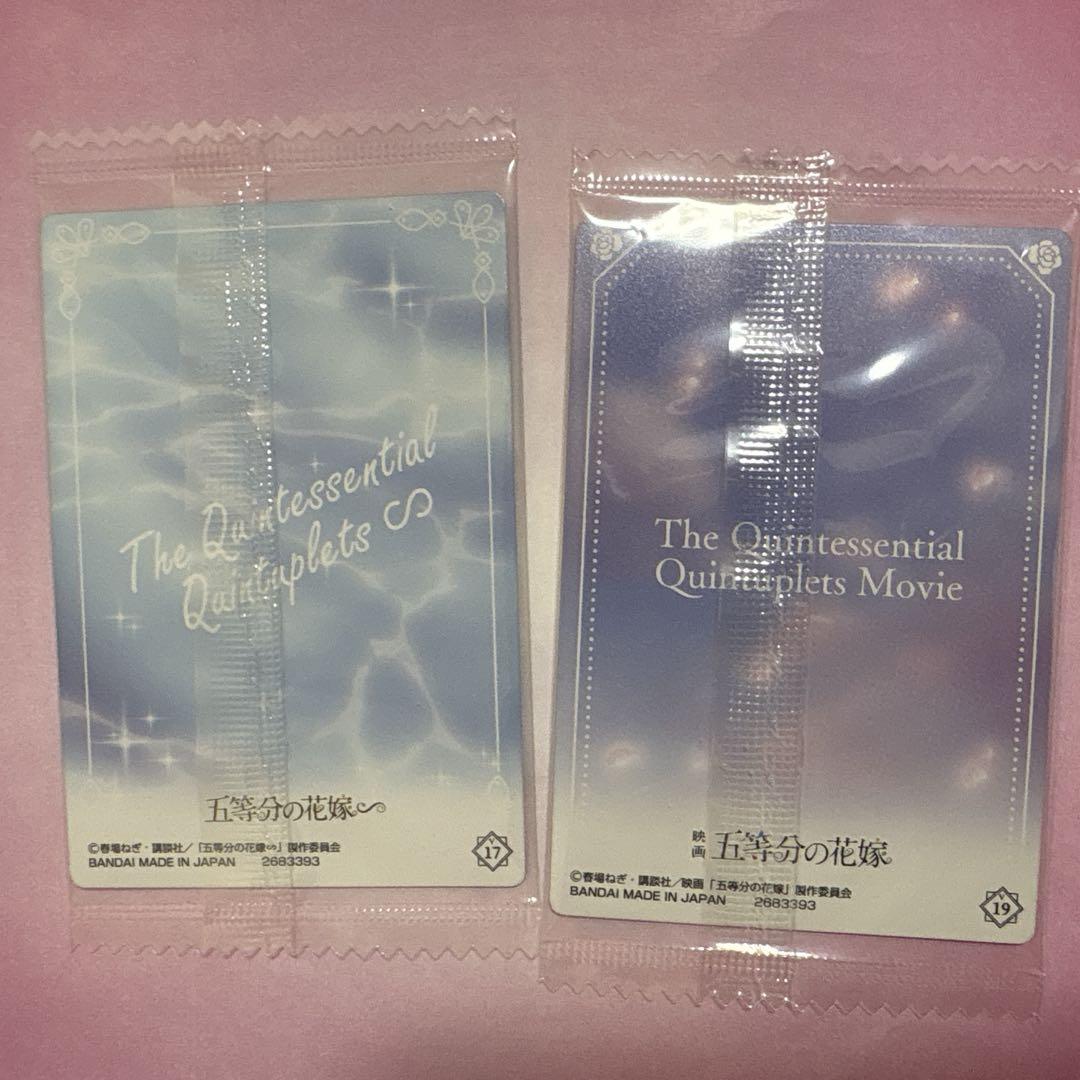 The Quintessential
Quintuplets ∽
五等分の花嫁∽
©春場ねぎ・講談社／「五等分の花嫁∽」製作委員会
BANDAI MADE IN JAPAN 2683393
V
17
The Quintessential
Quintuplets Movie
映画 五等分の花嫁
©春場ねぎ・講談社／映画「五等分の花嫁」製作委員会
BANDAI MADE IN JAPAN 2683393
V
19